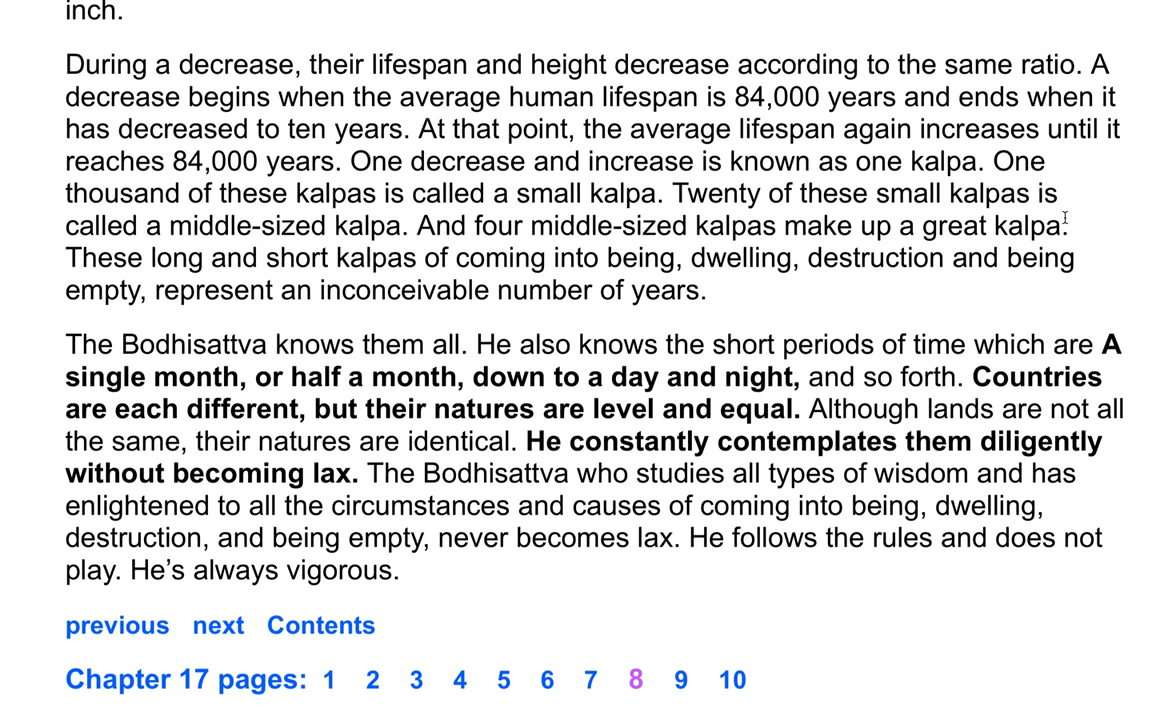 inch.
During a decrease, their lifespan and height decrease according to the same ratio. A
decrease begins when the average human lifespan is 84,000 years and ends when it
has decreased to ten years. At that point, the average lifespan again increases until it
reaches 84,000 years. One decrease and increase is known as one kalpa. One
thousand of these kalpas is called a small kalpa. Twenty of these small kalpas is
called a middle-sized kalpa. And four middle-sized kalpas make up a great kalpa.
These long and short kalpas of coming into being, dwelling, destruction and being
empty, represent an inconceivable number of years.
The Bodhisattva knows them all. He also knows the short periods of time which are A
single month, or half a month, down to a day and night, and so forth. Countries
are each different, but their natures are level and equal. Although lands are not all
the same, their natures are identical. He constantly contemplates them diligently
without becoming lax. The Bodhisattva who studies all types of wisdom and has
enlightened to all the circumstances and causes of coming into being, dwelling,
destruction, and being empty, never becomes lax. He follows the rules and does not
play. He’s always vigorous.
previous next Contents
Chapter 17 pages: 1 2 3 4 5 6 7 8 9 10